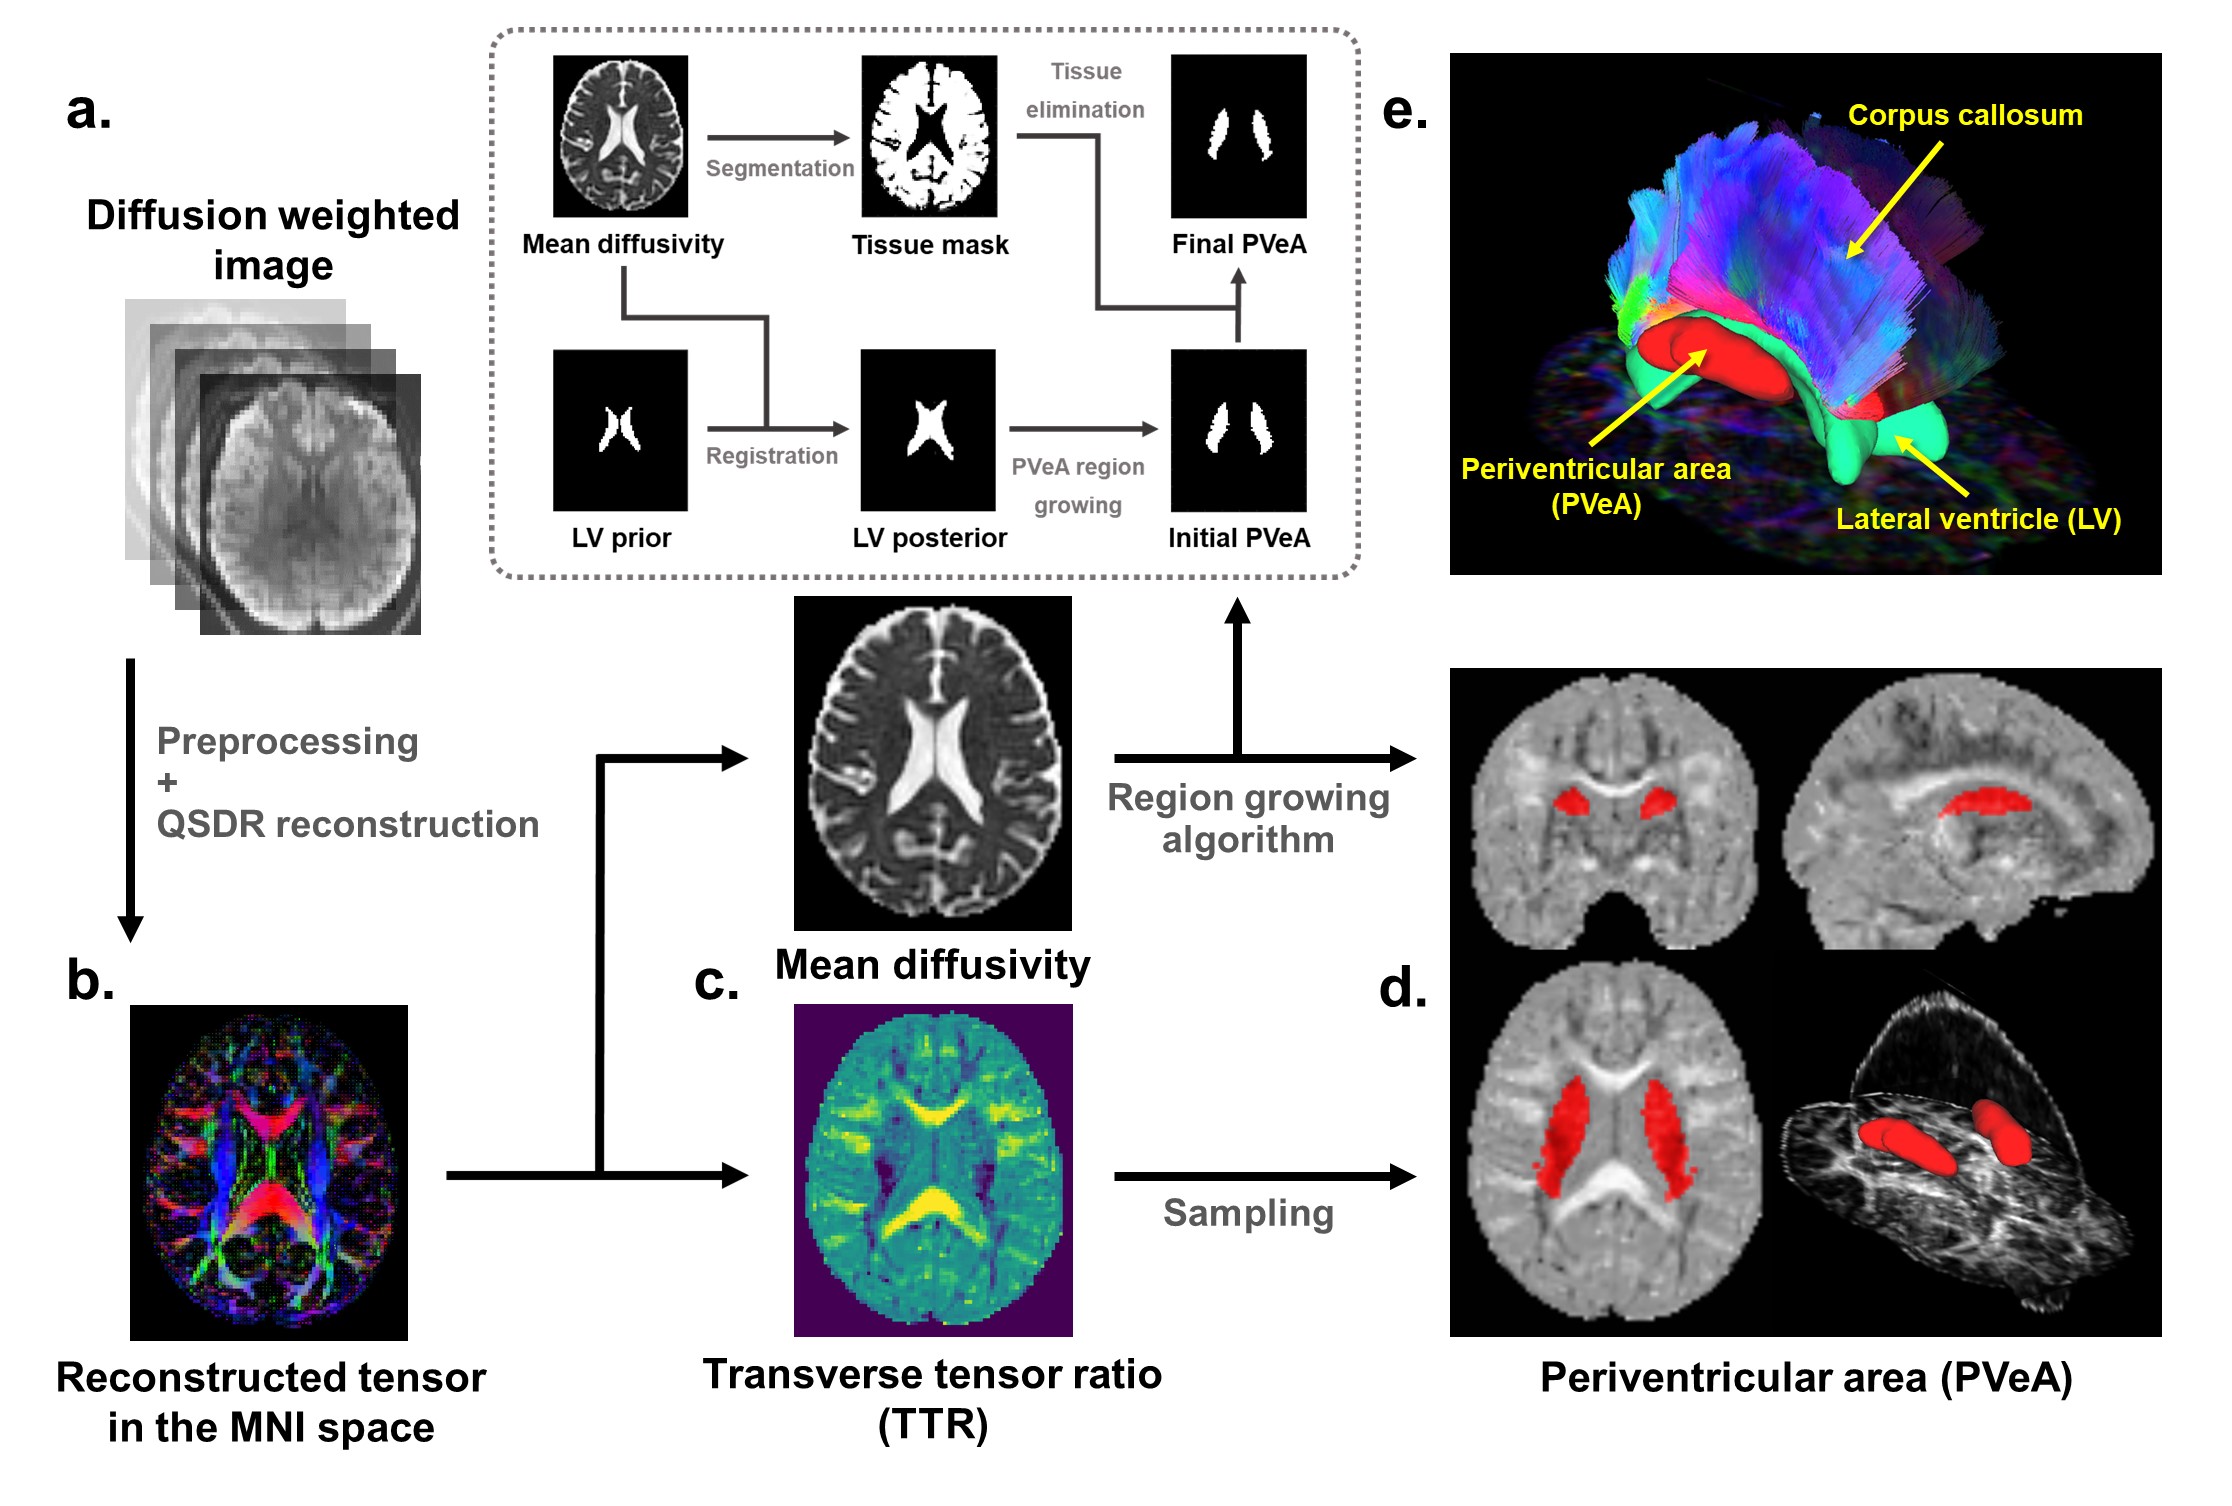 a.
Diffusion weighted
image
Mean diffusivity
Segmentation
Tissue mask
Tissue
elimination
Final PVeA
LV prior
Registration
LV posterior
PVeA region
growing
Initial PVeA
e.
Corpus callosum
Periventricular area
(PVeA)
Lateral ventricle (LV)
Preprocessing
+
QSDR reconstruction
Mean diffusivity
Region growing
algorithm
b.
Reconstructed tensor
in the MNI space
c.
Transverse tensor ratio
(TTR)
Sampling
d.
Periventricular area (PVeA)